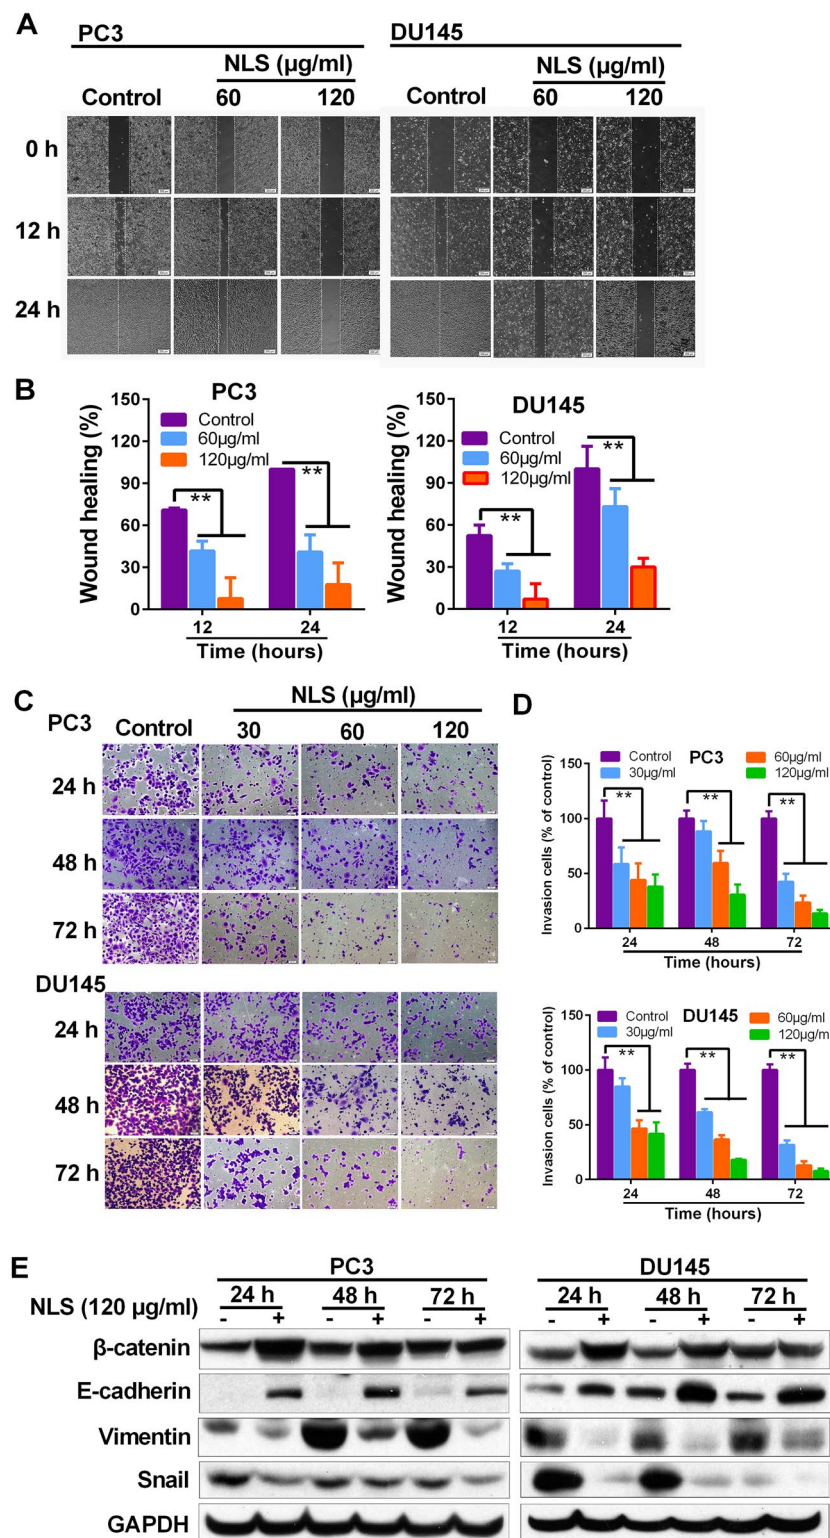 A
PC3
DU145
NLS (µg/ml)
NLS (µg/ml)
Control
60
120
Control
60
120
0 h
12 h
24 h
B
PC3
Wound healing (%)
150
120
90
60
30
0
Control
60µg/ml
120µg/ml
**
**
12
24
Time (hours)
DU145
Wound healing (%)
150
120
90
60
30
0
Control
60µg/ml
120µg/ml
**
**
12
24
Time (hours)
C
NLS (µg/ml)
PC3
Control
30
60
120
24 h
48 h
72 h
DU145
24 h
48 h
72 h
D
PC3
Invasion cells (% of control)
150
100
50
0
Control
30µg/ml
60µg/ml
120µg/ml
**
**
**
24
48
72
Time (hours)
DU145
Invasion cells (% of control)
150
100
50
0
Control
30µg/ml
60µg/ml
120µg/m
**
**
**
24
48
72
Time (hours)
E
PC3
DU145
24 h
48 h
72 h
24 h
48 h
72 h
NLS (120 µg/ml)
- + - + - +
- + - + - +
β-catenin
E-cadherin
Vimentin
Snail
GAPDH